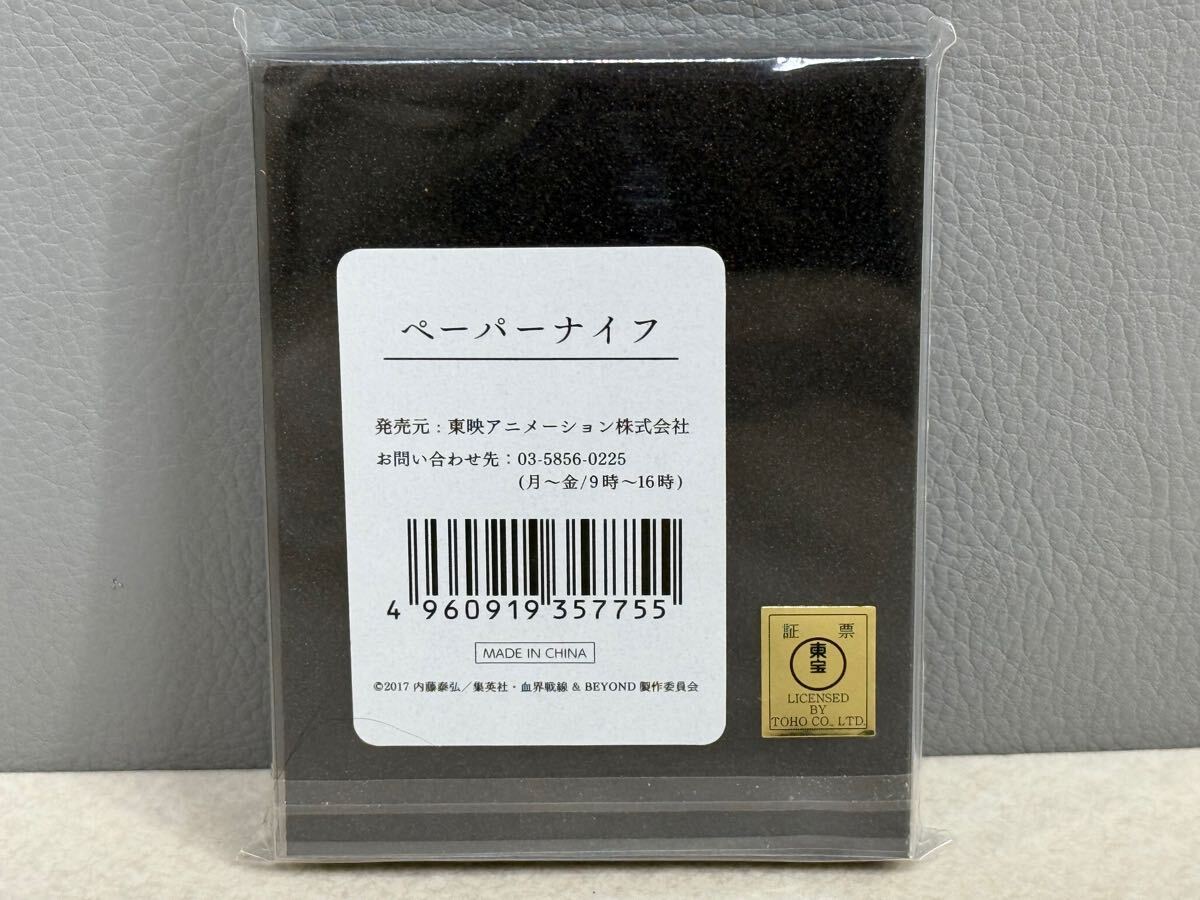 ペーパーナイフ
発売元：東映アニメーション株式会社
お問い合わせ先：03-5856-0225
(月〜金/9時〜16時)
4 960919 357755
MADE IN CHINA
©2017 内藤泰弘／集英社・血界戦線 & BEYOND 製作委員会
証 票
東宝
LICENSED
BY
TOHO CO., LTD.